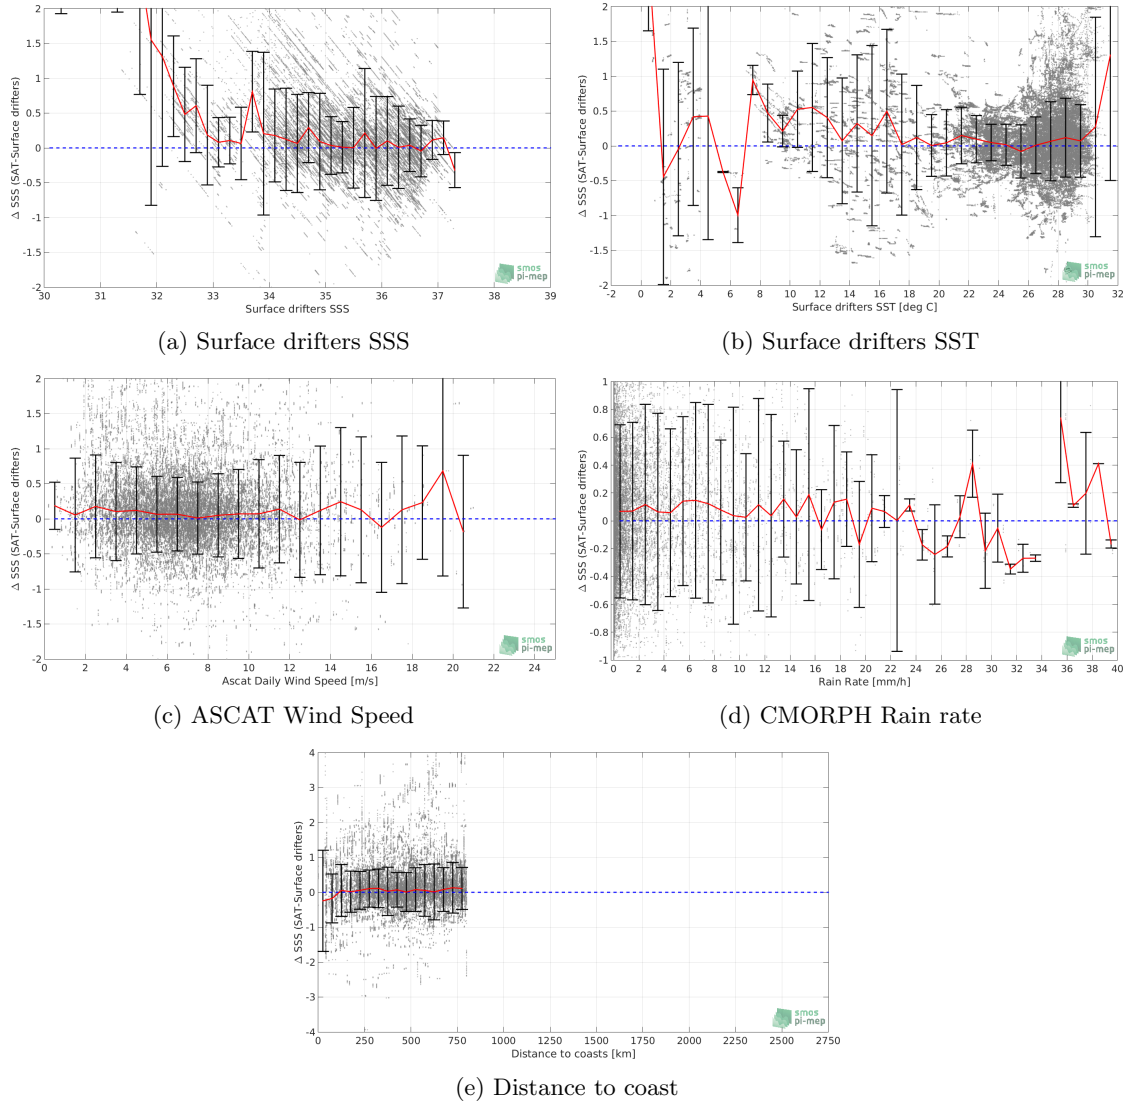 2
1.5
1
0.5
0
-0.5
-1
-1.5
-2
Δ SSS (SAT-Surface drifters)
30 31 32 33 34 35 36 37 38 39
Surface drifters SSS
smos
pi-mep
(a) Surface drifters SSS
2
1.5
1
0.5
0
-0.5
-1
-1.5
-2
Δ SSS (SAT-Surface drifters)
-2 0 2 4 6 8 10 12 14 16 18 20 22 24 26 28 30 32
Surface drifters SST [deg C]
smos
pi-mep
(b) Surface drifters SST
2
1.5
1
0.5
0
-0.5
-1
-1.5
-2
Δ SSS (SAT-Surface drifters)
0 2 4 6 8 10 12 14 16 18 20 22 24
Ascat Daily Wind Speed [m/s]
smos
pi-mep
(c) ASCAT Wind Speed
1
0.8
0.6
0.4
0.2
0
-0.2
-0.4
-0.6
-0.8
-1
Δ SSS (SAT-Surface drifters)
0 2 4 6 8 10 12 14 16 18 20 22 24 26 28 30 32 34 36 38 40
Rain Rate [mm/h]
smos
pi-mep
(d) CMORPH Rain rate
4
3
2
1
0
-1
-2
-3
-4
Δ SSS (SAT-Surface drifters)
0 250 500 750 1000 1250 1500 1750 2000 2250 2500 2750
Distance to coasts [km]
smos
pi-mep
(e) Distance to coast